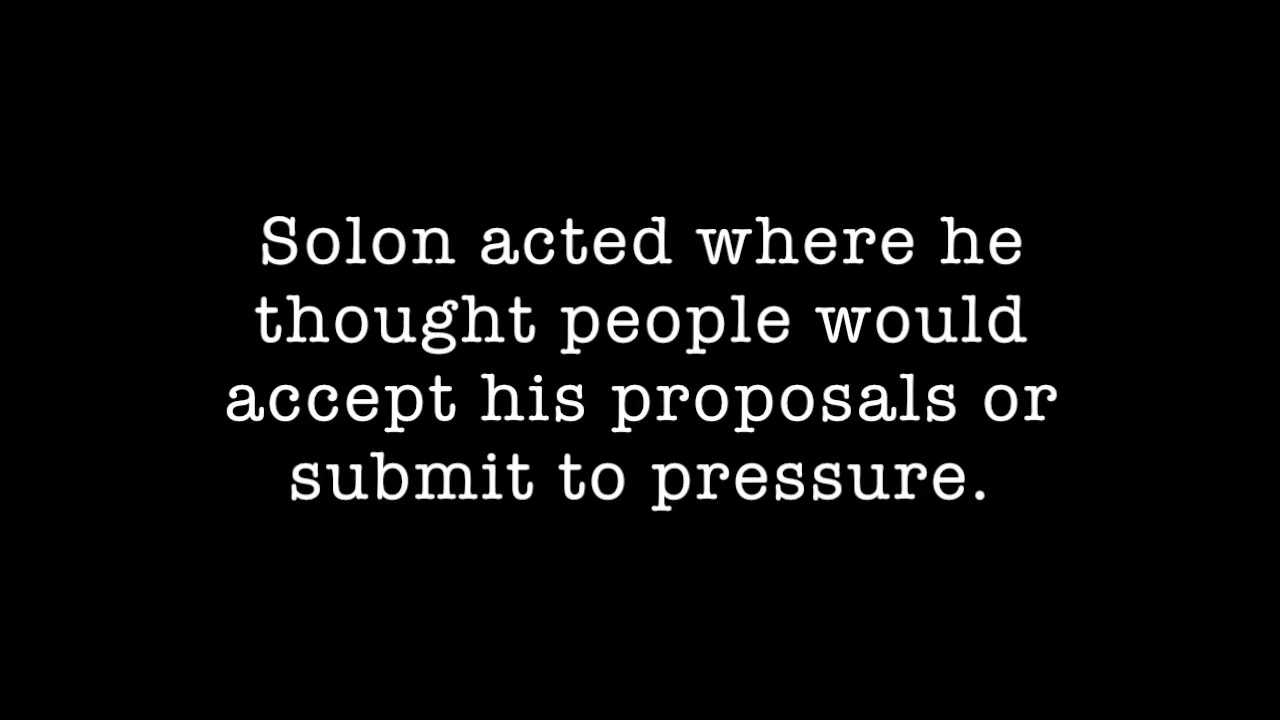 Solon acted where he
thought people would
accept his proposals or
submit to pressure.